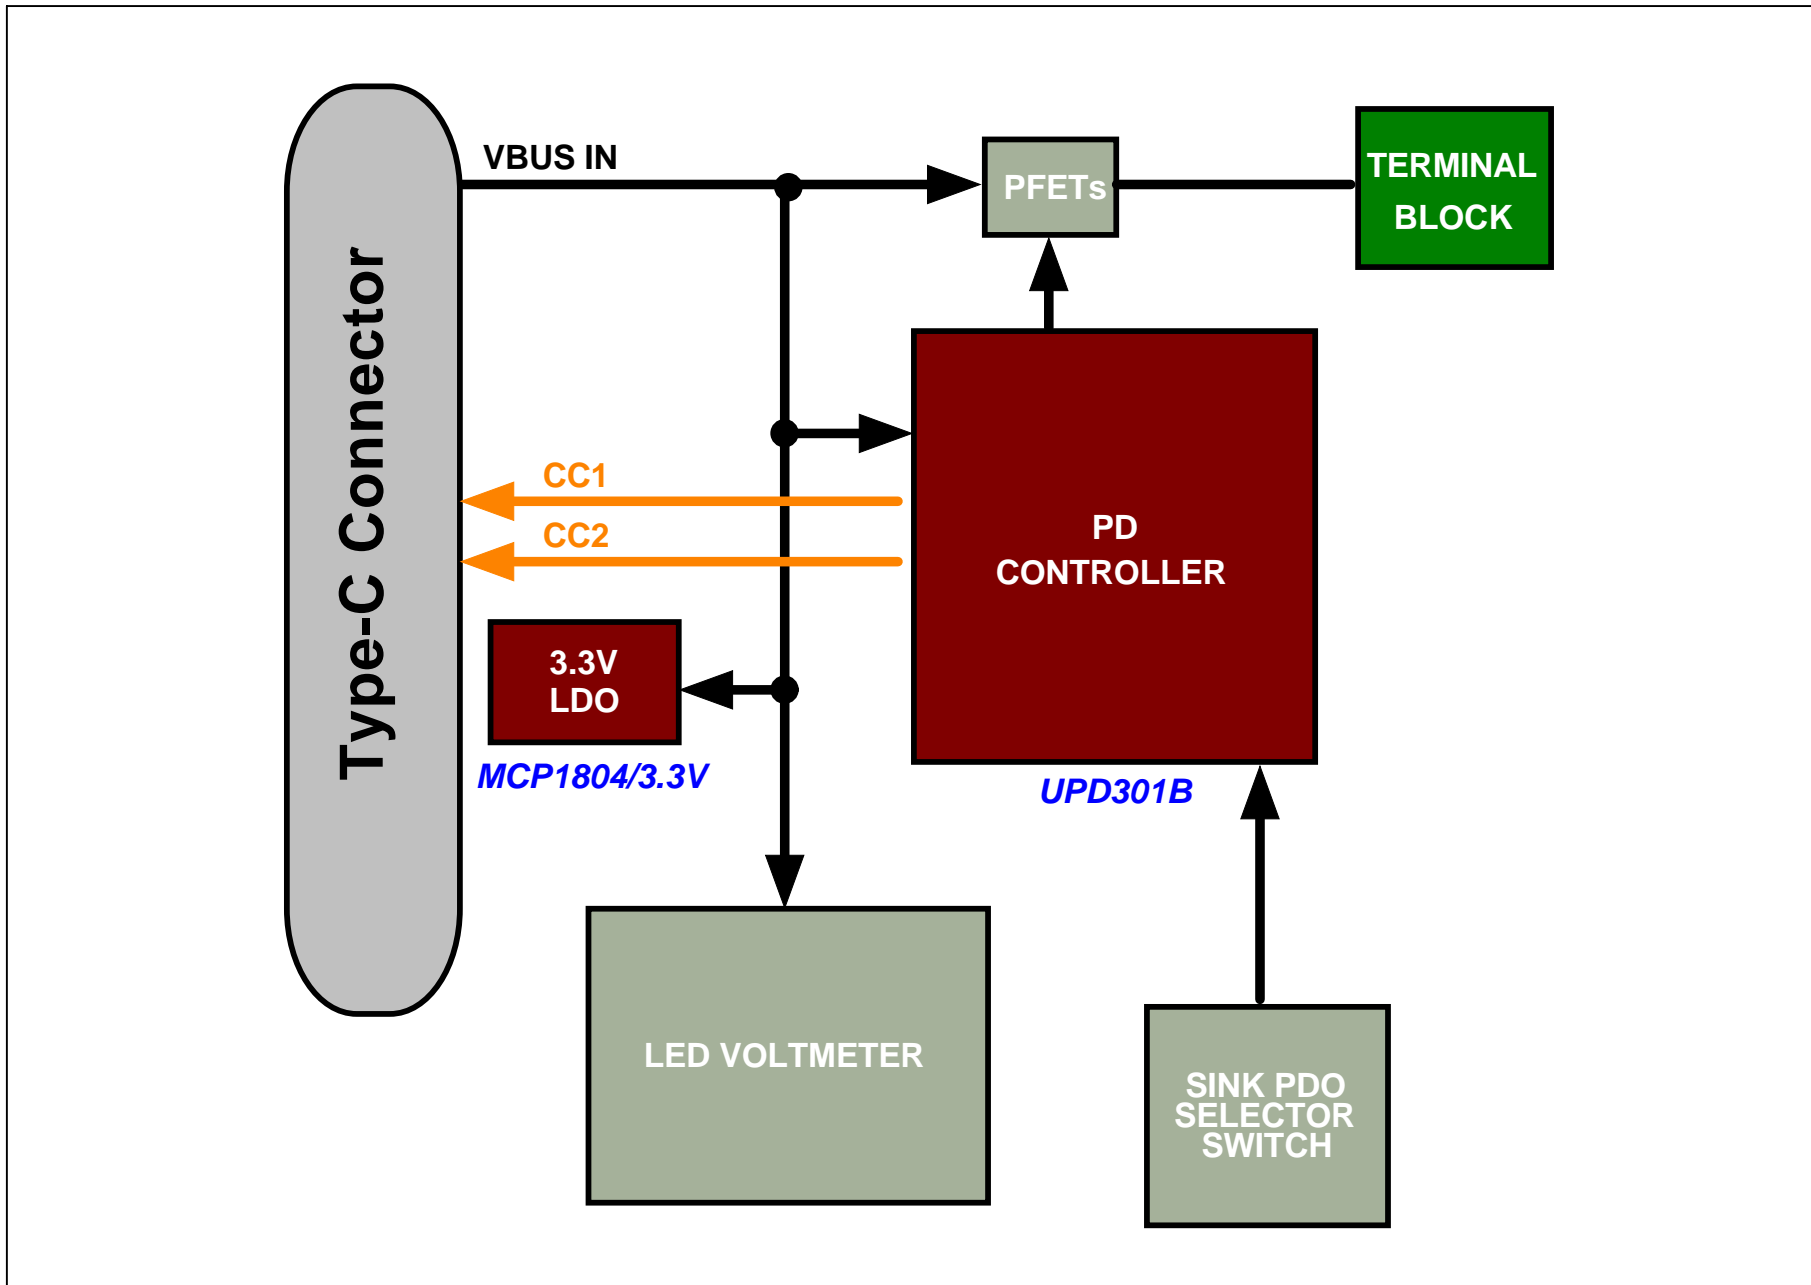 Type-C Connector
VBUS IN
PFETs
TERMINAL
BLOCK
CC1
CC2
PD
CONTROLLER
3.3V
LDO
MCP1804/3.3V
UPD301B
LED VOLTMETER
SINK PDO
SELECTOR
SWITCH